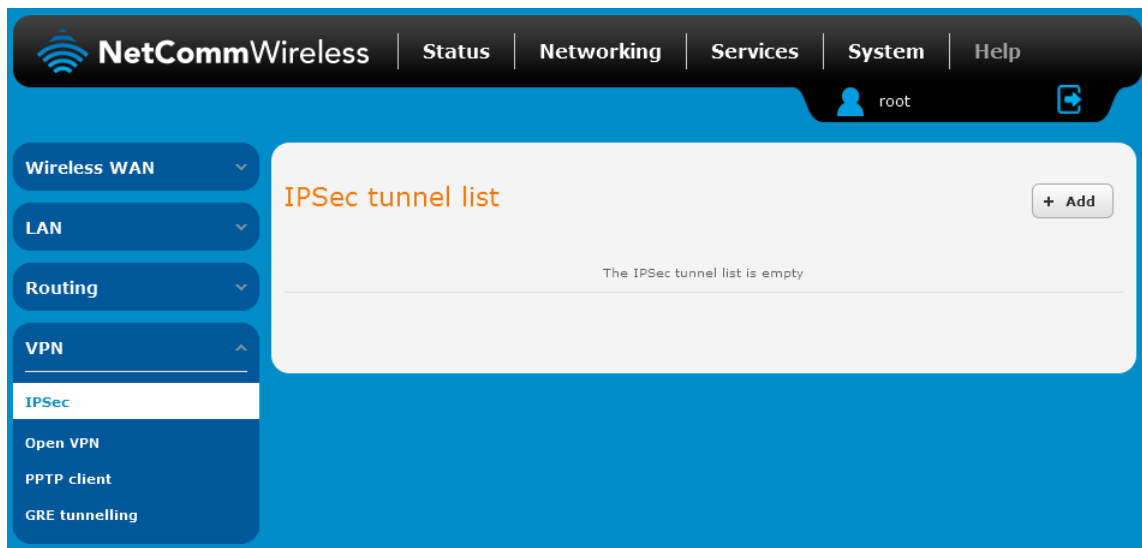 NetCommWireless Status Networking Services System Help
root
Wireless WAN
LAN
Routing
VPN
IPSec
Open VPN
PPTP client
GRE tunnelling
IPSec tunnel list
+ Add
The IPSec tunnel list is empty